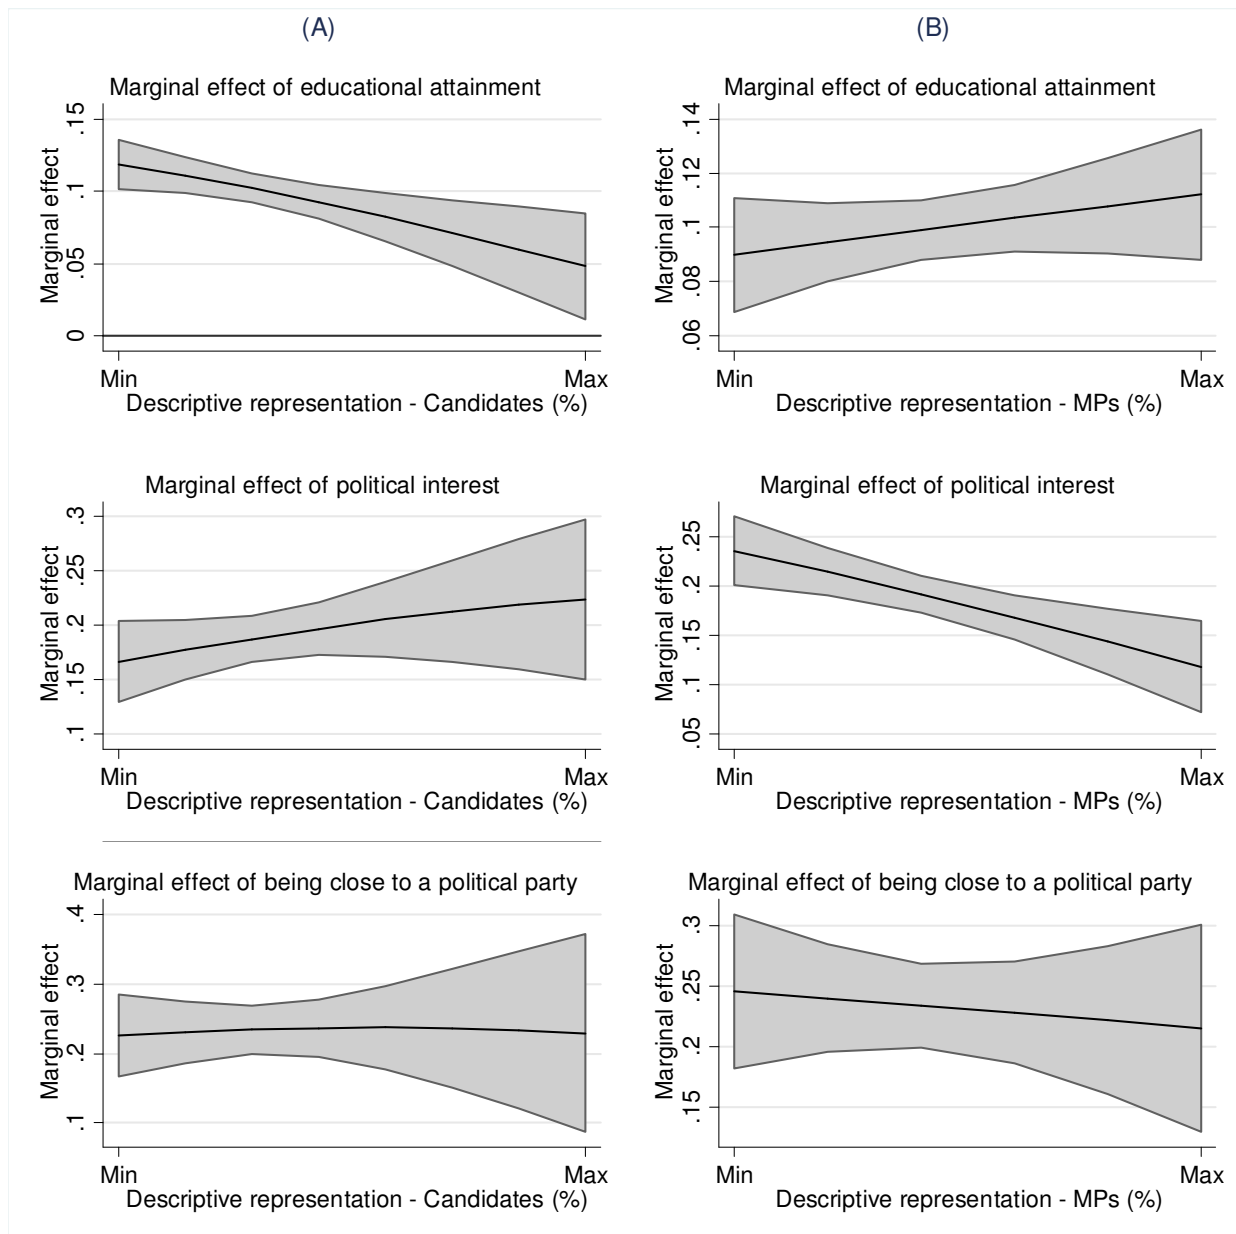 (A)
(B)
Marginal effect of educational attainment
Marginal effect
.15
.1
.05
0
Min
Max
Descriptive representation - Candidates (%)
Marginal effect of educational attainment
Marginal effect
.14
.12
.1
.08
.06
Min
Max
Descriptive representation - MPs (%)
Marginal effect of political interest
Marginal effect
.3
.25
.2
.15
.1
Min
Max
Descriptive representation - Candidates (%)
Marginal effect of political interest
Marginal effect
.25
.2
.15
.1
.05
Min
Max
Descriptive representation - MPs (%)
Marginal effect of being close to a political party
Marginal effect
.4
.3
.2
.1
Min
Max
Descriptive representation - Candidates (%)
Marginal effect of being close to a political party
Marginal effect
.3
.25
.2
.15
Min
Max
Descriptive representation - MPs (%)